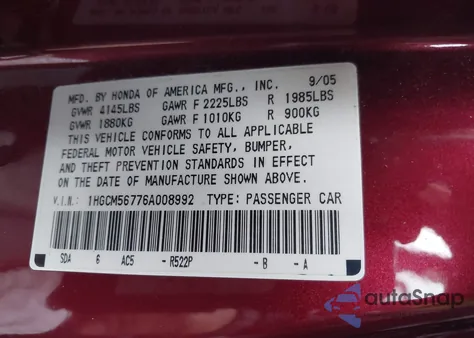 MFD. BY HONDA OF AMERICA MFG., INC. 9/05
GVWR 4145LBS GAWR F 2225LBS R 1985LBS
GVWR 1880KG GAWR F 1010KG R 900KG
THIS VEHICLE CONFORMS TO ALL APPLICABLE
FEDERAL MOTOR VEHICLE SAFETY, BUMPER,
AND THEFT PREVENTION STANDARDS IN EFFECT
ON THE DATE OF MANUFACTURE SHOWN ABOVE.
V.I.N.: 1HGCM56776A008992 TYPE: PASSENGER CAR
SDA 6 AC5 - R522P - B - A
autoSnap